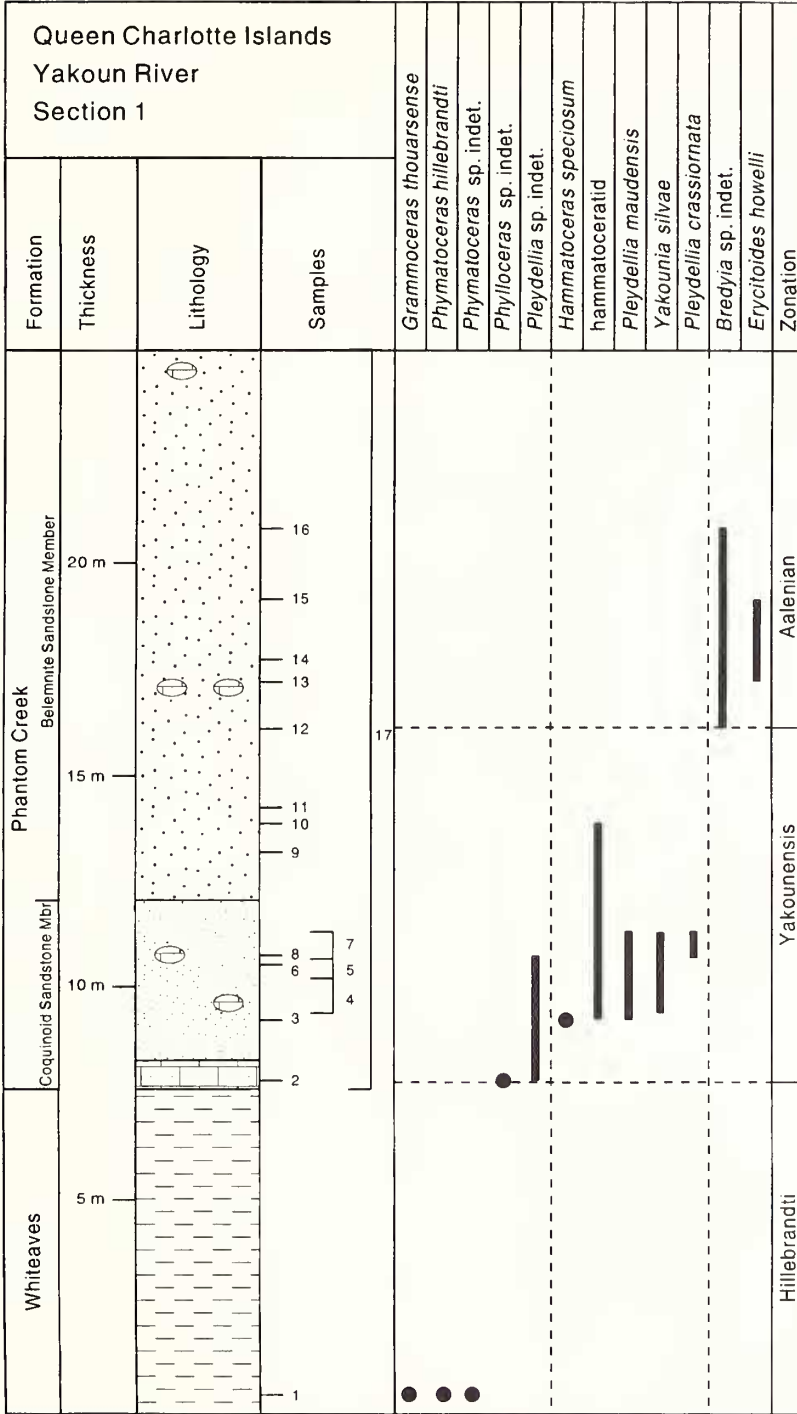 Queen Charlotte Islands
Yakoun River
Section 1
Formation
Thickness
Lithology
Samples
Grammoceras thouarsense
Phymatoceras hillebrandti
Phymatoceras sp. indet.
Phylloceras sp. indet.
Pleydellia sp. indet.
Hammatoceras speciosum
hammatoceratid
Pleydellia maudensis
Yakounia silvae
Pleydellia crassiornata
Bredyia sp. indet.
Erycitoides howelli
Zonation
Phantom Creek
Belemnite Sandstone Member
Coquinoid Sandstone Mbr
Whiteaves
20 m
15 m
10 m
5 m
16
15
14
13
12
11
10
9
8
7
6
5
4
3
2
1
17
Aalenian
Yakounensis
Hillebrandti